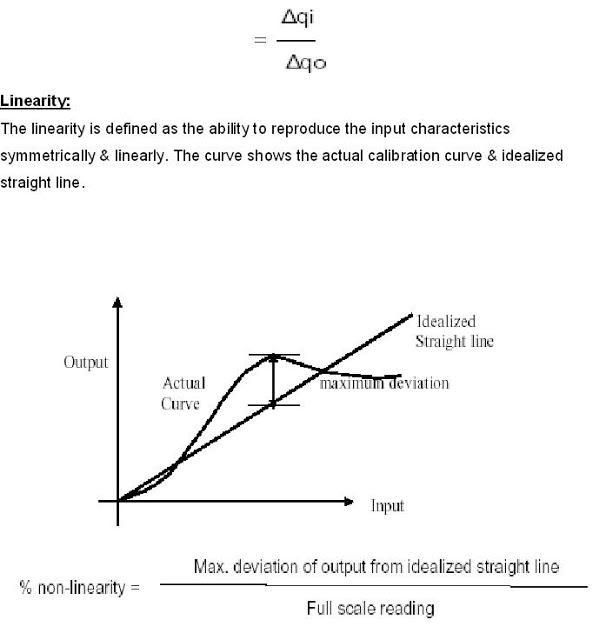 Δqi
=
Δqo
Linearity:
The linearity is defined as the ability to reproduce the input characteristics
symmetrically & linearly. The curve shows the actual calibration curve & idealized
straight line.
Idealized
Straight line
Output
Actual
Curve
maximum deviation
Input
Max. deviation of output from idealized straight line
% non-linearity =
Full scale reading